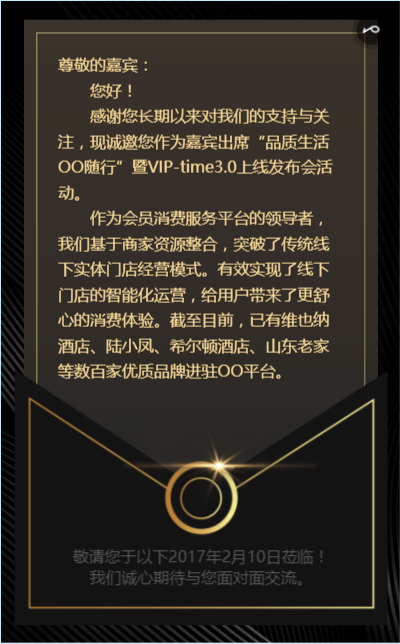 尊敬的嘉宾：
您好！
感谢您长期以来对我们的支持与关
注，现诚邀您作为嘉宾出席“品质生活
OO随行”暨VIP-time3.0上线发布会活
动。
作为会员消费服务平台的领导者，
我们基于商家资源整合，突破了传统线
下实体门店经营模式。有效实现了线下
门店的智能化运营，给用户带来了更舒
心的消费体验。截至目前，已有维也纳
酒店、陆小凤、希尔顿酒店、山东老家
等数百家优质品牌进驻OO平台。
敬请您于以下2017年2月10日莅临！
我们诚心期待与您面对面交流。